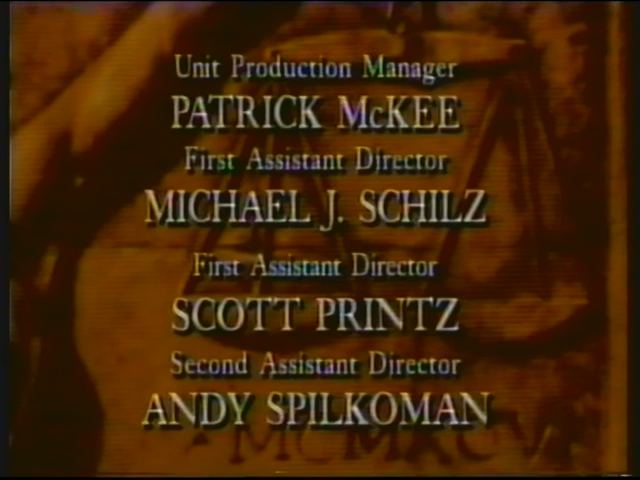 Unit Production Manager
PATRICK McKEE
First Assistant Director
MICHAEL J. SCHILZ
First Assistant Director
SCOTT PRINTZ
Second Assistant Director
ANDY SPILKOMAN